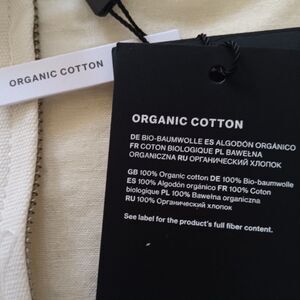 ORGANIC COTTON
ORGANIC COTTON
DE BIO-BAUMWOLLE ES ALGODÓN ORGÁNICO
FR COTON BIOLOGIQUE PL BAWEŁNA
ORGANICZNA RU ОРГАНИЧЕСКИЙ ХЛОПОК
GB 100% Organic cotton DE 100% Bio-baumwolle
ES 100% Algodón orgánico FR 100% Coton
biologique PL 100% Bawełna organiczna
RU 100% Органический хлопок
See label for the product's full fiber content.